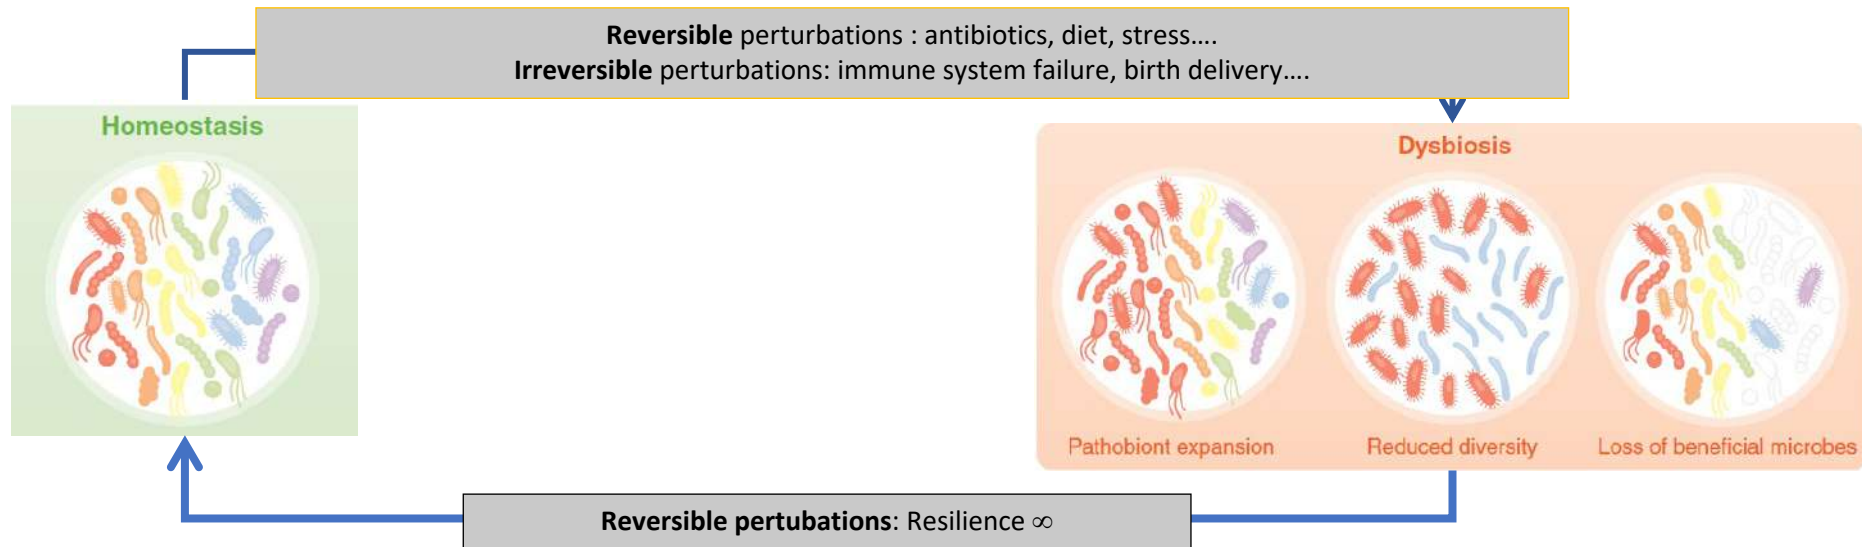 Reversible perturbations : antibiotics, diet, stress….
Irreversible perturbations: immune system failure, birth delivery….
Homeostasis
Dysbiosis
Pathobiont expansion
Reduced diversity
Loss of beneficial microbes
Reversible pertubations: Resilience ∞